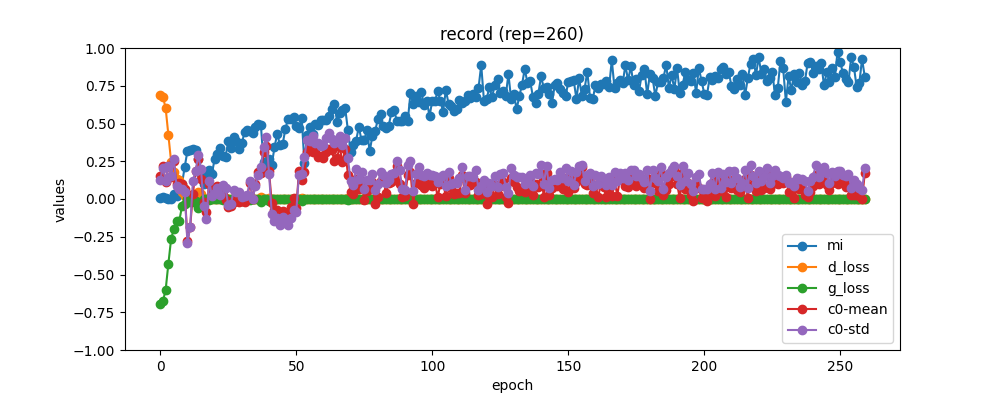 record (rep=260)
1.00
0.75
0.50
0.25
0.00
−0.25
−0.50
−0.75
−1.00
values
0 50 100 150 200 250
epoch
mi
d_loss
g_loss
c0-mean
c0-std